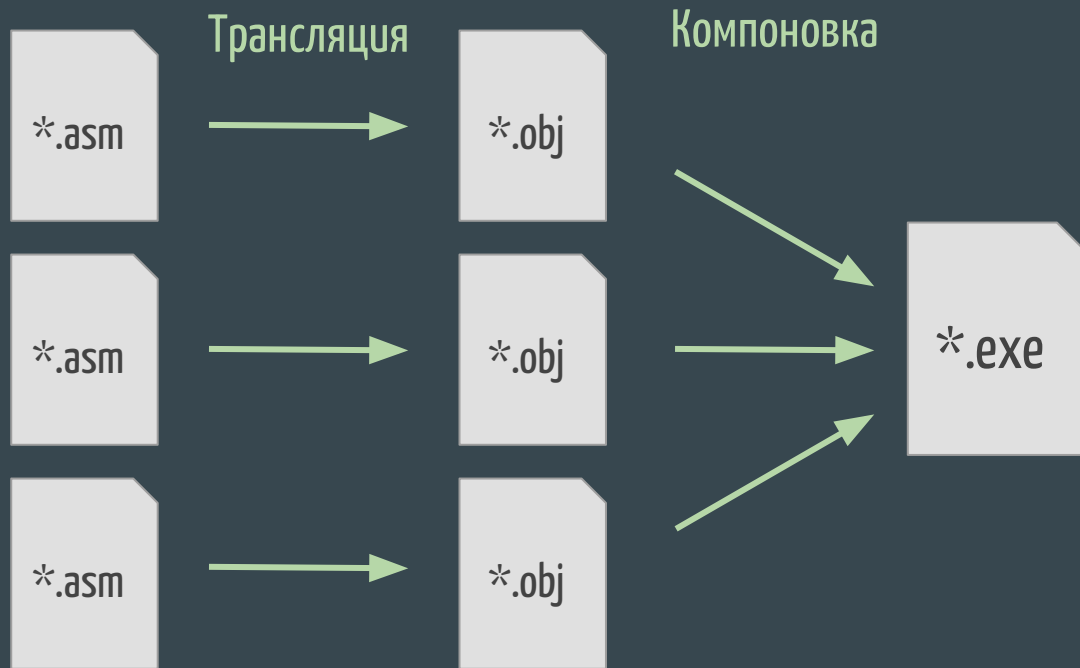 Трансляция
Компоновка
*.asm
*.obj
*.asm
*.obj
*.exe
*.asm
*.obj